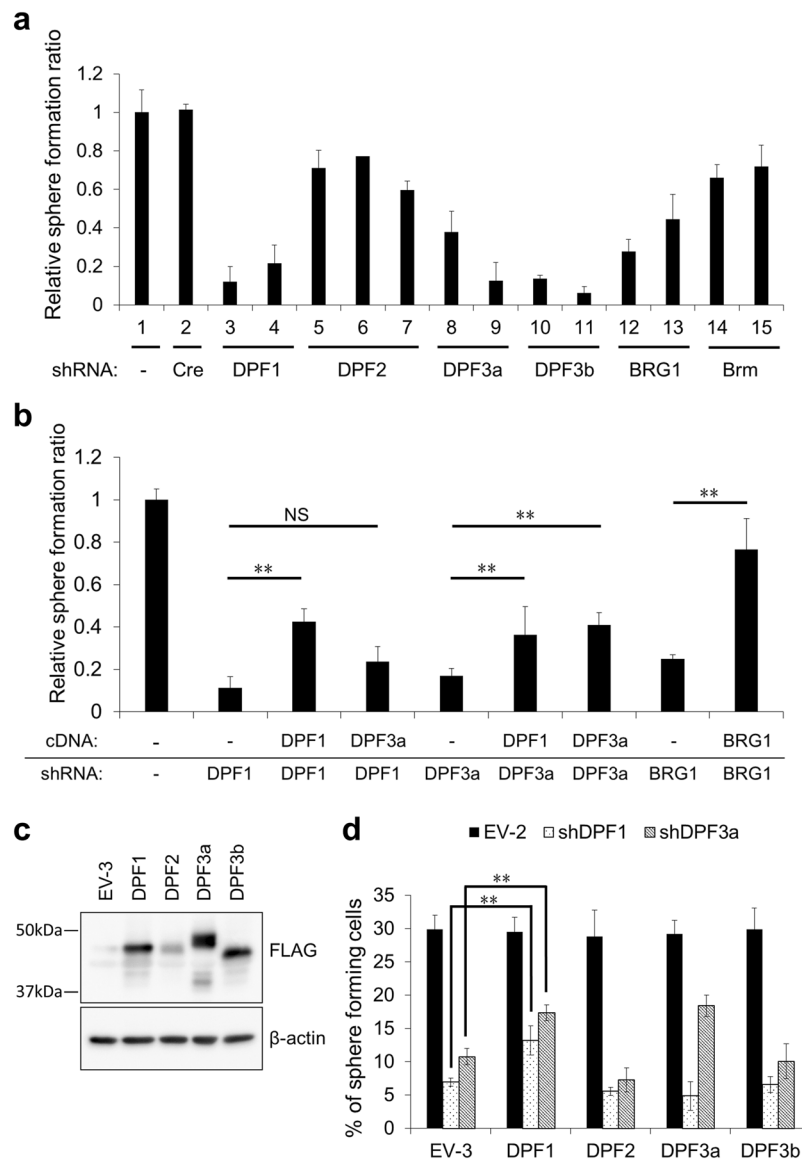 a
Relative sphere formation ratio
1.2
1
0.8
0.6
0.4
0.2
0
1 2 3 4 5 6 7 8 9 10 11 12 13 14 15
shRNA: - Cre DPF1 DPF2 DPF3a DPF3b BRG1 Brm
b
Relative sphere formation ratio
1.2
1
0.8
0.6
0.4
0.2
0
NS
**
**
**
**
cDNA: - - DPF1 DPF3a - DPF1 DPF3a - BRG1
shRNA: - DPF1 DPF1 DPF1 DPF3a DPF3a DPF3a BRG1 BRG1
c
EV-3
DPF1
DPF2
DPF3a
DPF3b
50kDa
37kDa
FLAG
β-actin
d
EV-2 shDPF1 shDPF3a
% of sphere forming cells
40
35
30
25
20
15
10
5
0
**
**
EV-3 DPF1 DPF2 DPF3a DPF3b